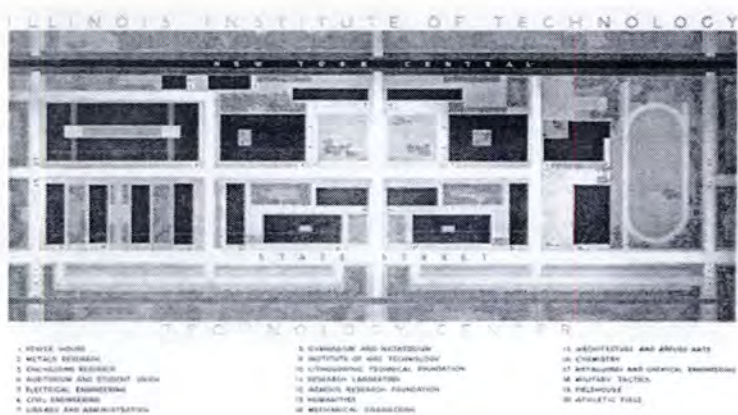 ILLINOIS INSTITUTE OF TECHNOLOGY
NEW YORK CENTRAL
STATE STREET
TECHNOLOGY CENTER
1 POWER HOUSE
2 METALS RESEARCH
3 ENGINEERING RESEARCH
4 AUDITORIUM AND STUDENT UNION
5 ELECTRICAL ENGINEERING
6 CIVIL ENGINEERING
7 LIBRARY AND ADMINISTRATION
8 GYMNASIUM AND NATATORIUM
9 INSTITUTE OF GAS TECHNOLOGY
10 LITHOGRAPHIC TECHNICAL FOUNDATION
11 RESEARCH LABORATORY
12 ARMOUR RESEARCH FOUNDATION
13 HUMANITIES
14 MECHANICAL ENGINEERING
15 ARCHITECTURE AND APPLIED ARTS
16 CHEMISTRY
17 METALLURGY AND CHEMICAL ENGINEERING
18 MILITARY TACTICS
19 FIELDHOUSE
20 ATHLETIC FIELD